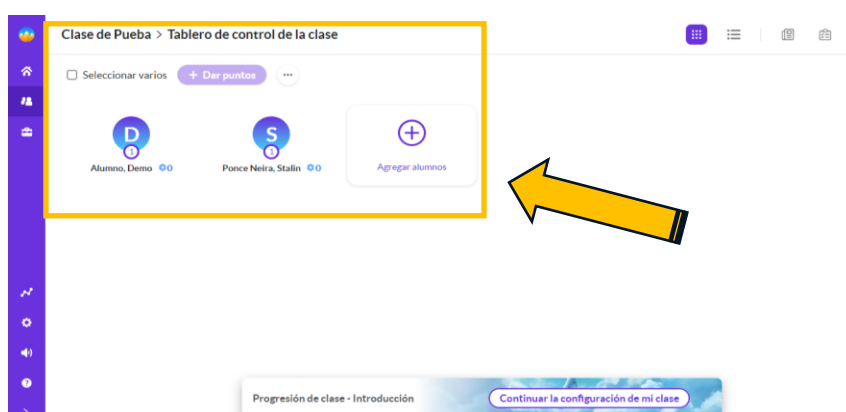 Clase de Pueba > Tablero de control de la clase
Seleccionar varios
+ Dar puntos
D
1
Alumno, Demo 0
S
1
Ponce Neira, Stalin 0
Agregar alumnos
Progresión de clase - Introducción
Continuar la configuración de mi clase